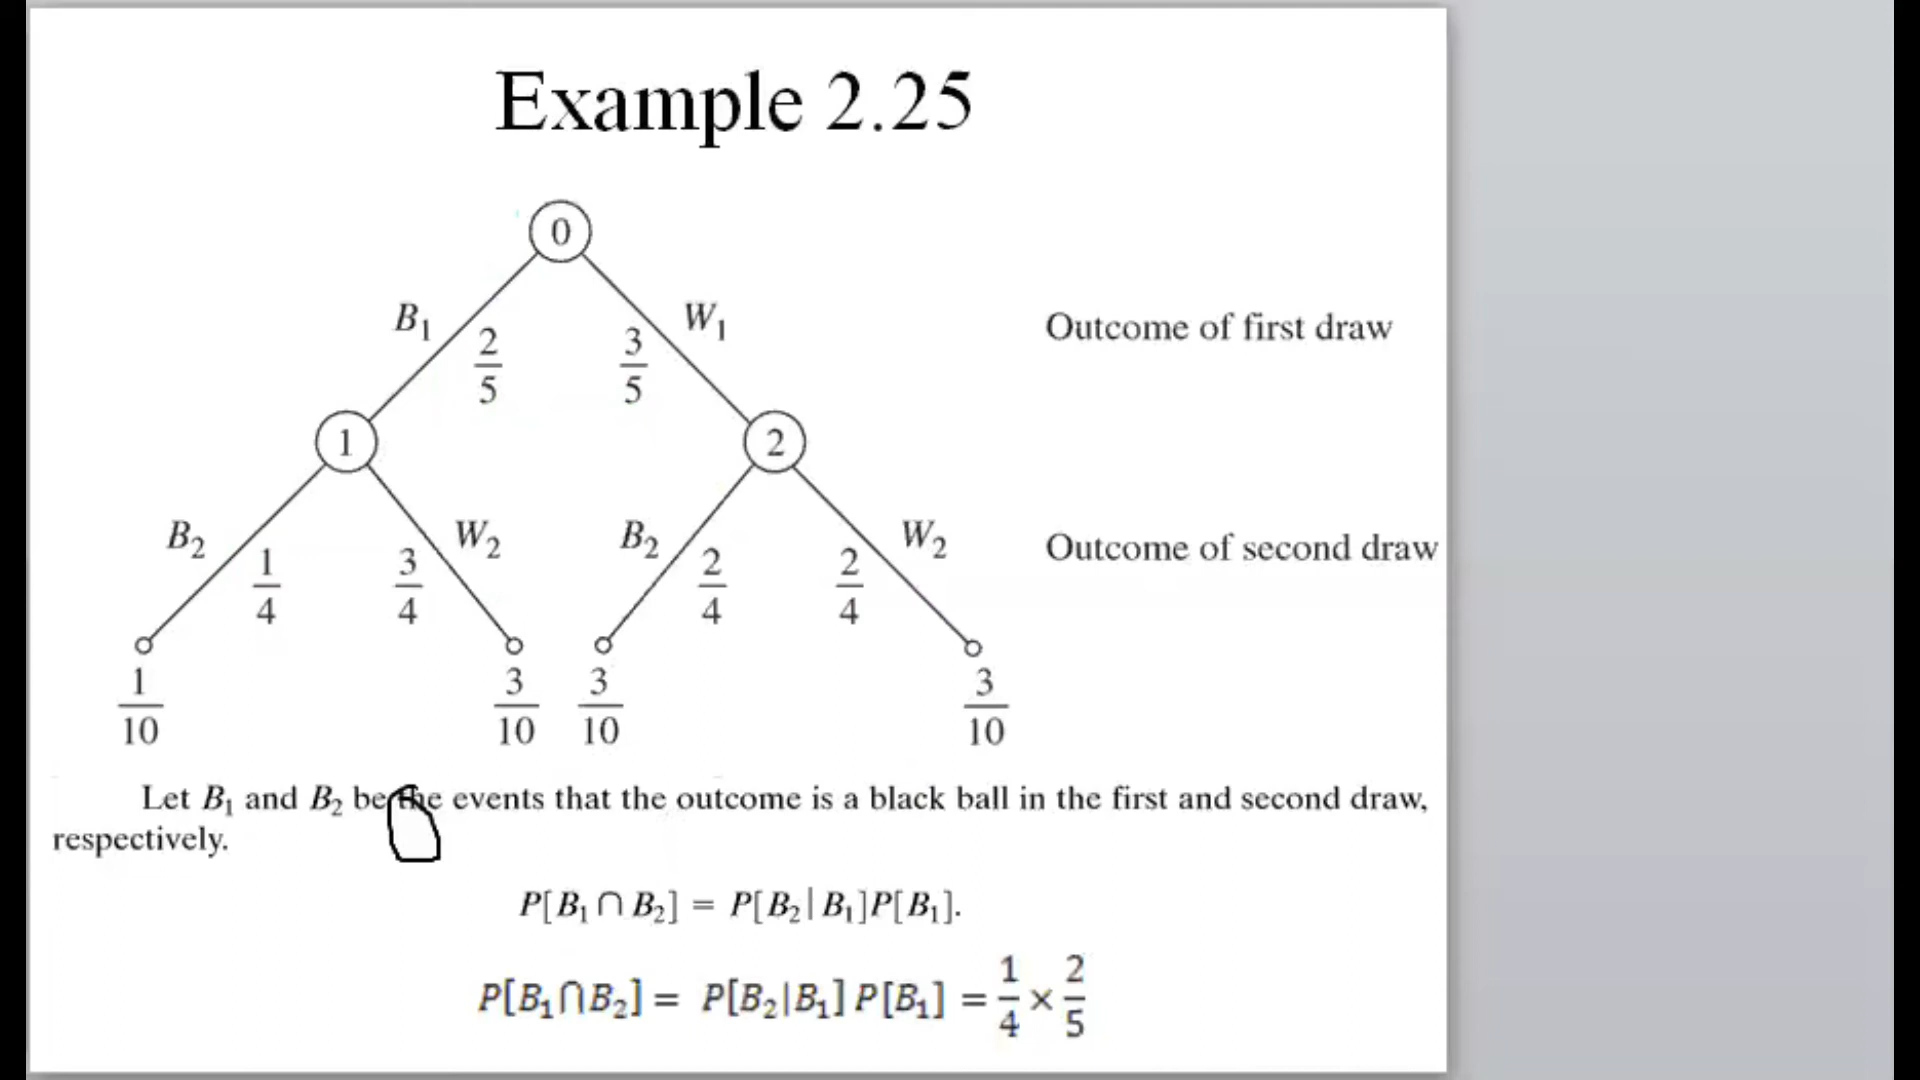 Example 2.25
0
B₁ 2/5 3/5 W₁ Outcome of first draw
1 2
B₂ 1/4 3/4 W₂ B₂ 2/4 2/4 W₂ Outcome of second draw
1/10 3/10 3/10 3/10
Let B₁ and B₂ be the events that the outcome is a black ball in the first and second draw,
respectively.
P[B₁ ∩ B₂] = P[B₂ | B₁]P[B₁].
P[B₁∩B₂] = P[B₂|B₁] P[B₁] = 1/4 × 2/5